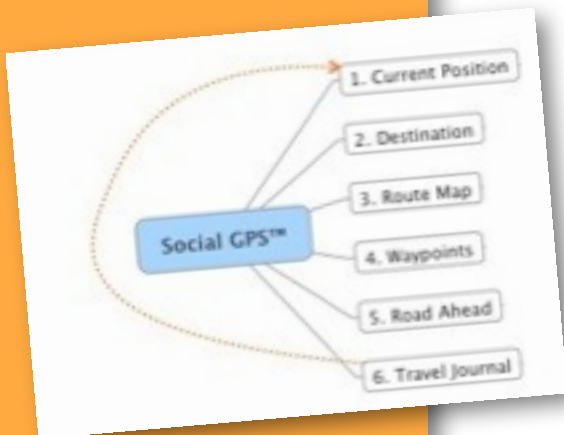 1. Current Position
2. Destination
3. Route Map
Social GPS™
4. Waypoints
5. Road Ahead
6. Travel Journal